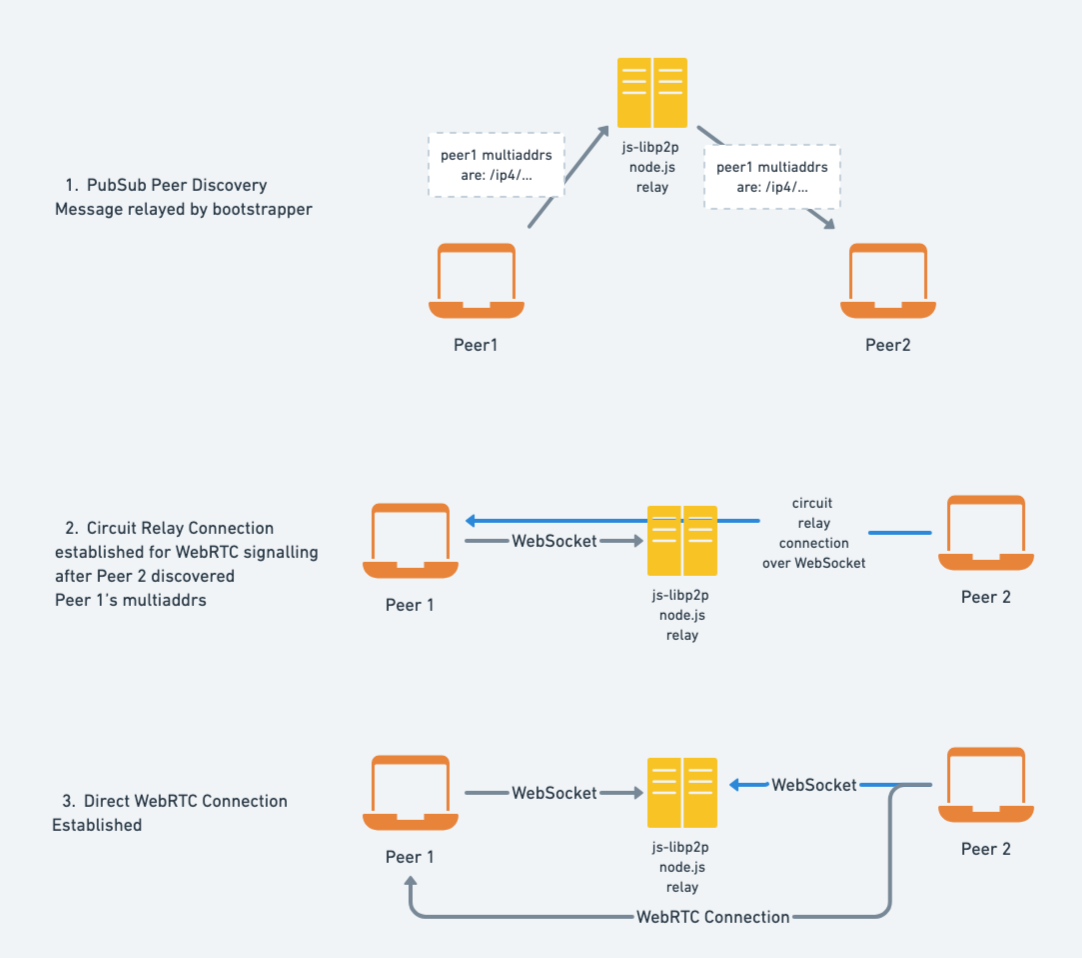 js-libp2p
node.js
relay
peer1 multiaddrs
are: /ip4/...
peer1 multiaddrs
are: /ip4/...
1. PubSub Peer Discovery
Message relayed by bootstrapper
Peer1
Peer2
2. Circuit Relay Connection
established for WebRTC signalling
after Peer 2 discovered
Peer 1's multiaddrs
WebSocket
circuit
relay
connection
over WebSocket
Peer 1
js-libp2p
node.js
relay
Peer 2
3. Direct WebRTC Connection
Established
WebSocket
WebSocket
Peer 1
js-libp2p
node.js
relay
Peer 2
WebRTC Connection